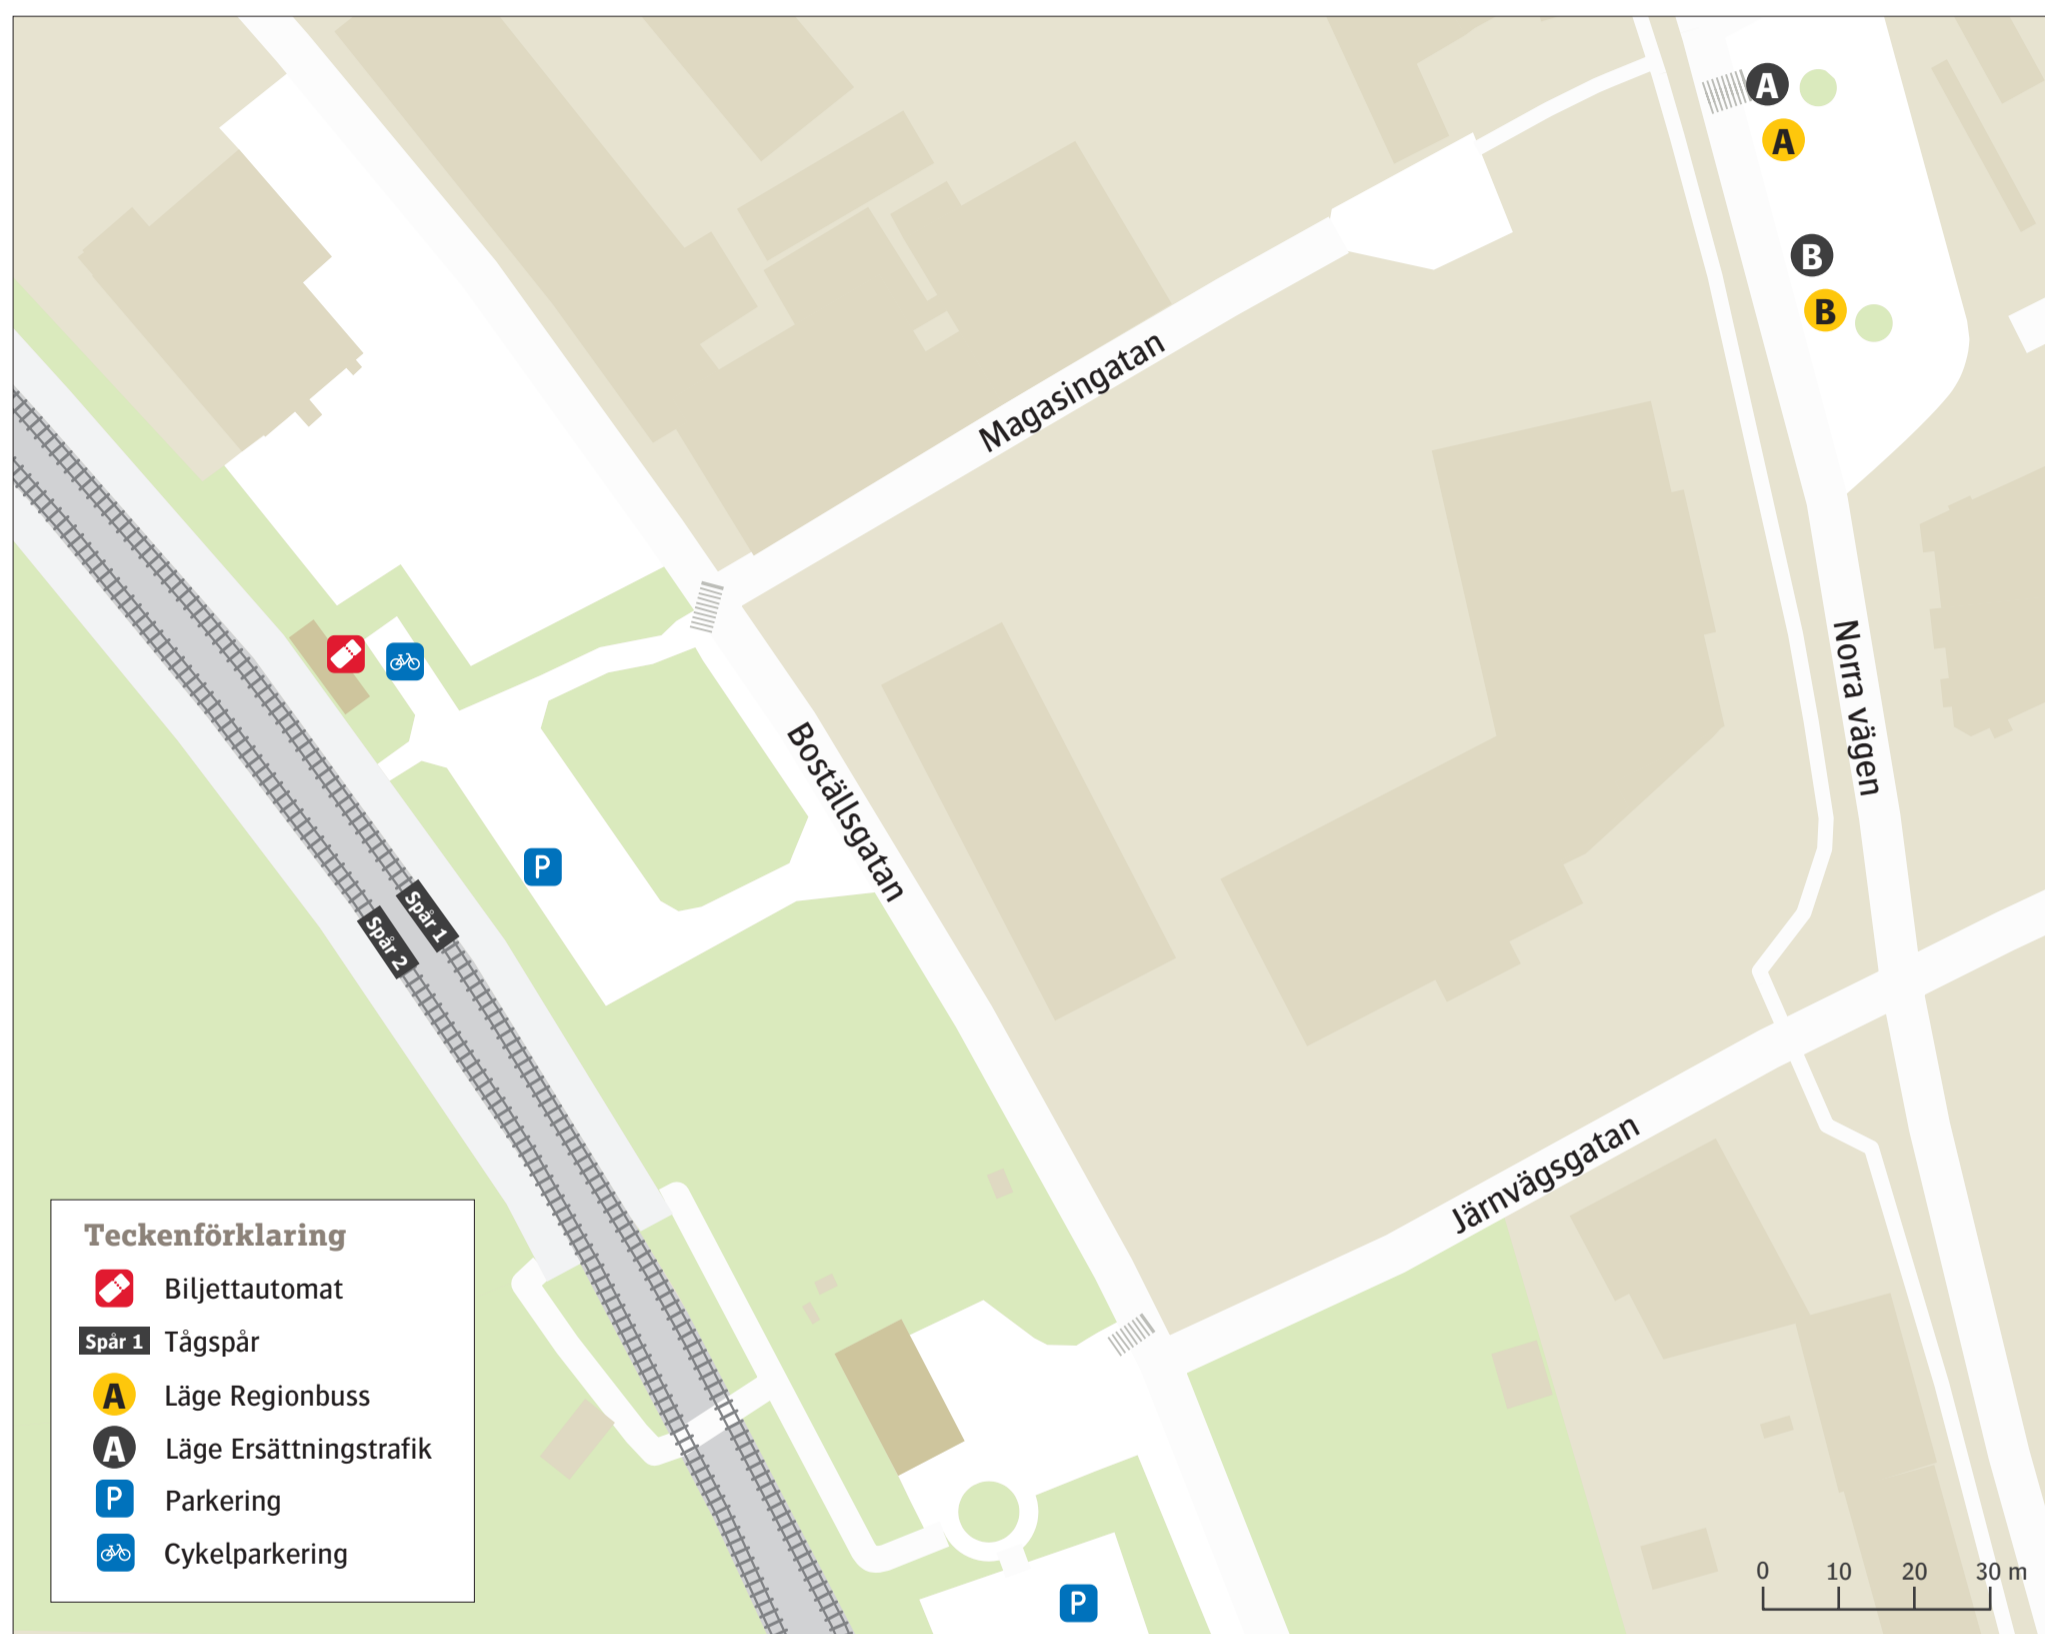 A
A
B
B
Magasingatan
Norra vägen
Boställsgatan
P
Spår 1
Spår 2
Järnvägsgatan
Teckenförklaring
Biljettautomat
Spår 1 Tågspår
A Läge Regionbuss
A Läge Ersättningstrafik
P Parkering
Cykelparkering
0 10 20 30 m
P